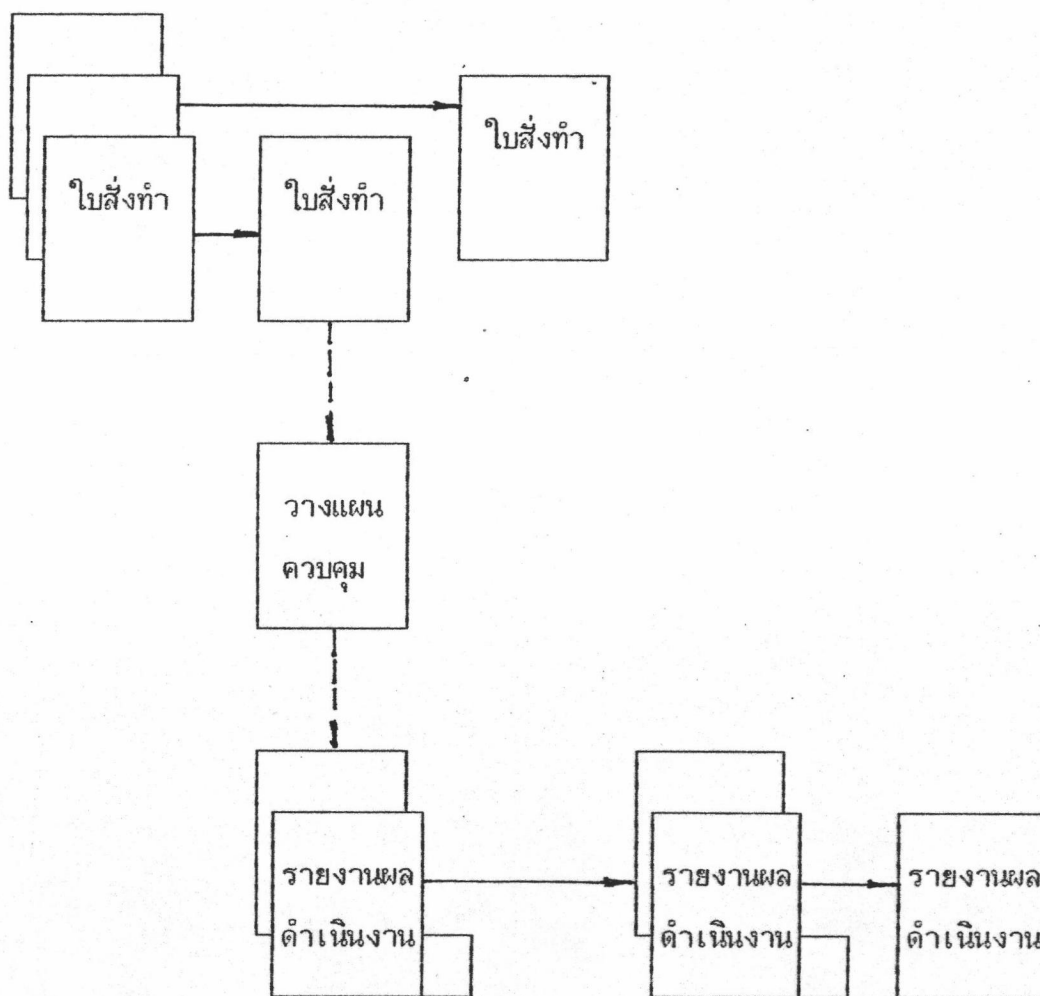 ใบสั่งทำ
ใบสั่งทำ
ใบสั่งทำ
วางแผน
ควบคุม
รายงานผล
ดำเนินงาน
รายงานผล
ดำเนินงาน
รายงานผล
ดำเนินงาน